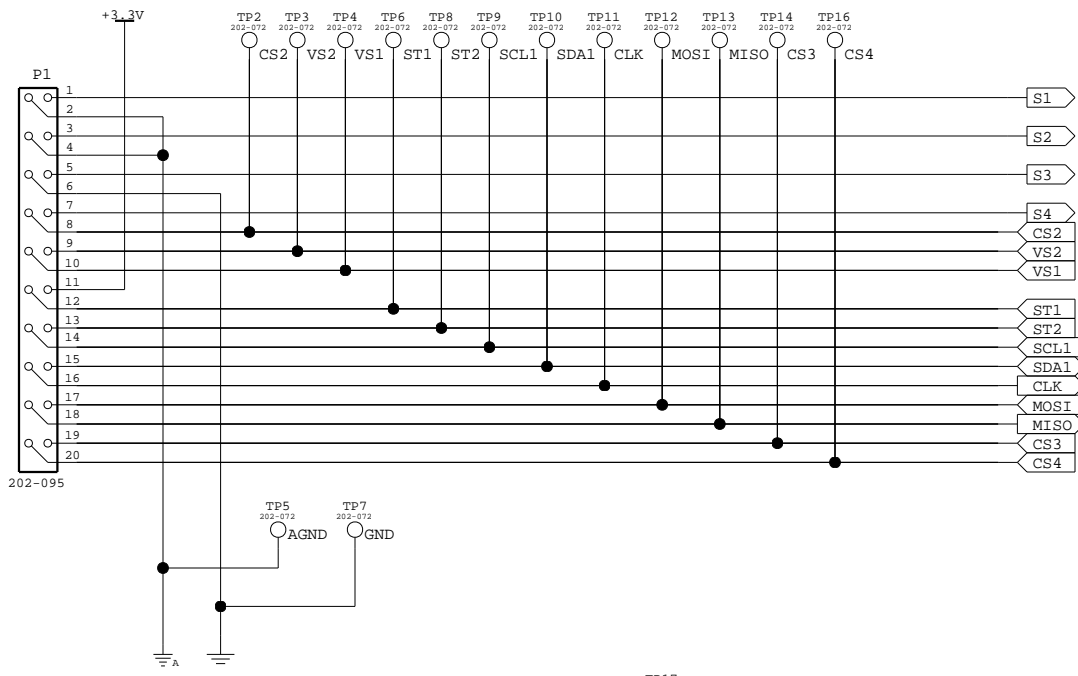 +3.3V
TP2 TP3 TP4 TP6 TP8 TP9 TP10 TP11 TP12 TP13 TP14 TP16
202-072 202-072 202-072 202-072 202-072 202-072 202-072 202-072 202-072 202-072 202-072 202-072
CS2 VS2 VS1 ST1 ST2 SCL1 SDA1 CLK MOSI MISO CS3 CS4
P1
1 S1
2
3 S2
4
5 S3
6
7 S4
8 CS2
9 VS2
10 VS1
11
12 ST1
13 ST2
14 SCL1
15 SDA1
16 CLK
17 MOSI
18 MISO
19 CS3
20 CS4
202-095
TP5 TP7
202-072 202-072
AGND GND
A